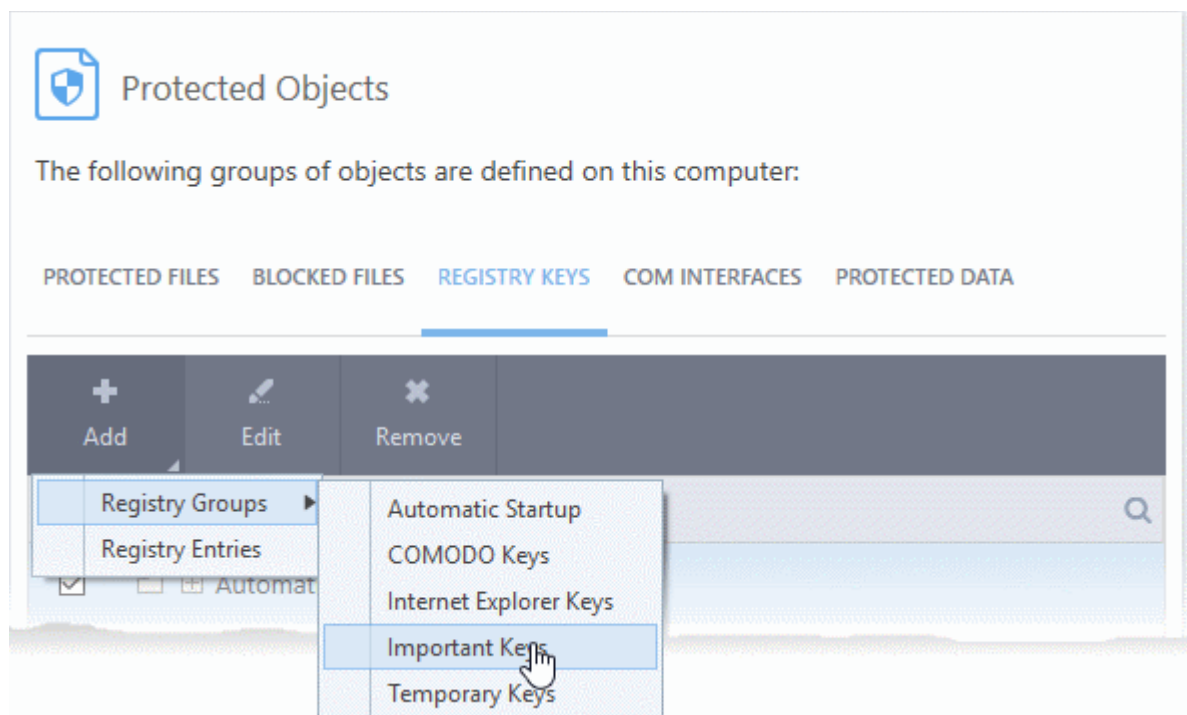 Protected Objects
The following groups of objects are defined on this computer:
PROTECTED FILES BLOCKED FILES REGISTRY KEYS COM INTERFACES PROTECTED DATA
Add Edit Remove
Registry Groups
Registry Entries
Automatic Startup
COMODO Keys
Internet Explorer Keys
Important Keys
Temporary Keys
Automat